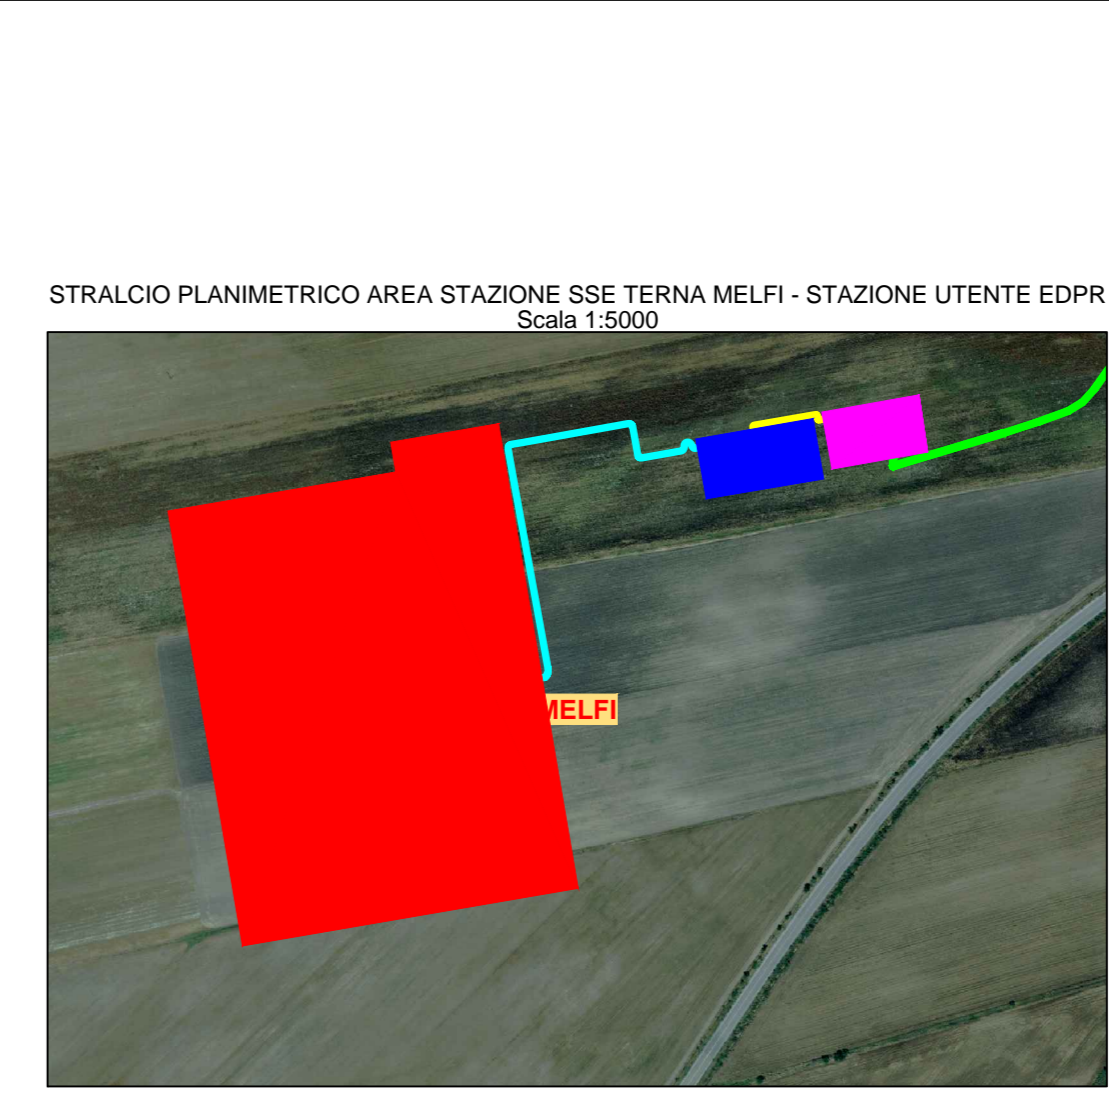 STRALCIO PLANIMETRICO AREA STAZIONE SSE TERNA MELFI - STAZIONE UTENTE EDPR
Scala 1:5000
MELFI